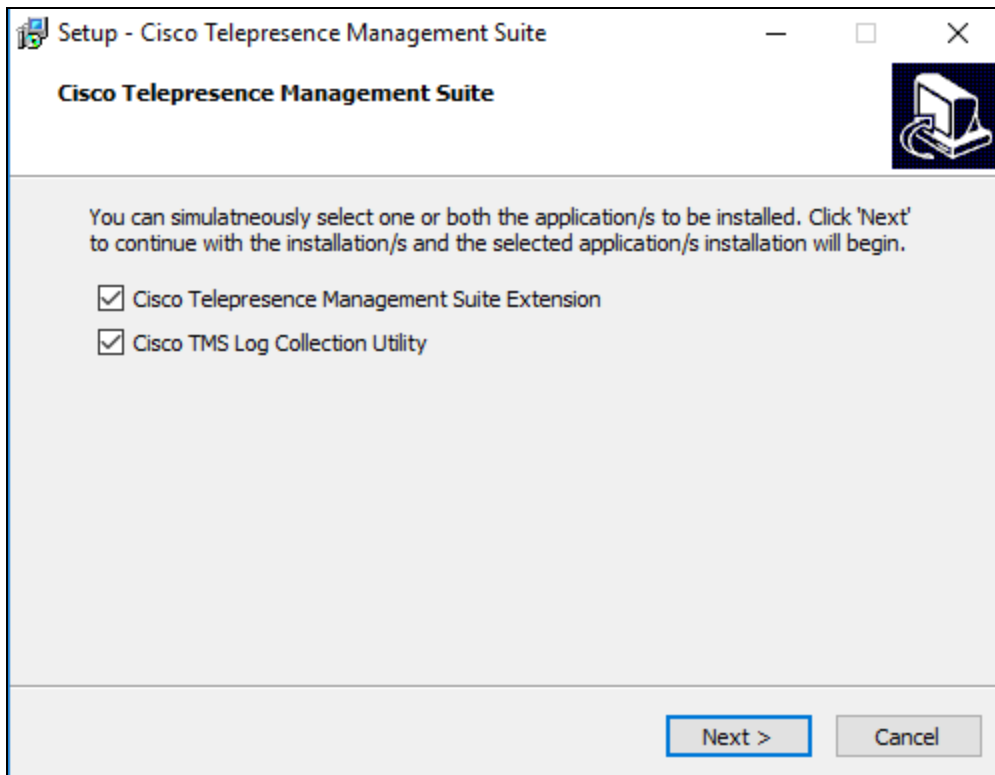 Setup - Cisco Telepresence Management Suite
Cisco Telepresence Management Suite
You can simulatneously select one or both the application/s to be installed. Click 'Next'
to continue with the installation/s and the selected application/s installation will begin.
Cisco Telepresence Management Suite Extension
Cisco TMS Log Collection Utility
Next >
Cancel